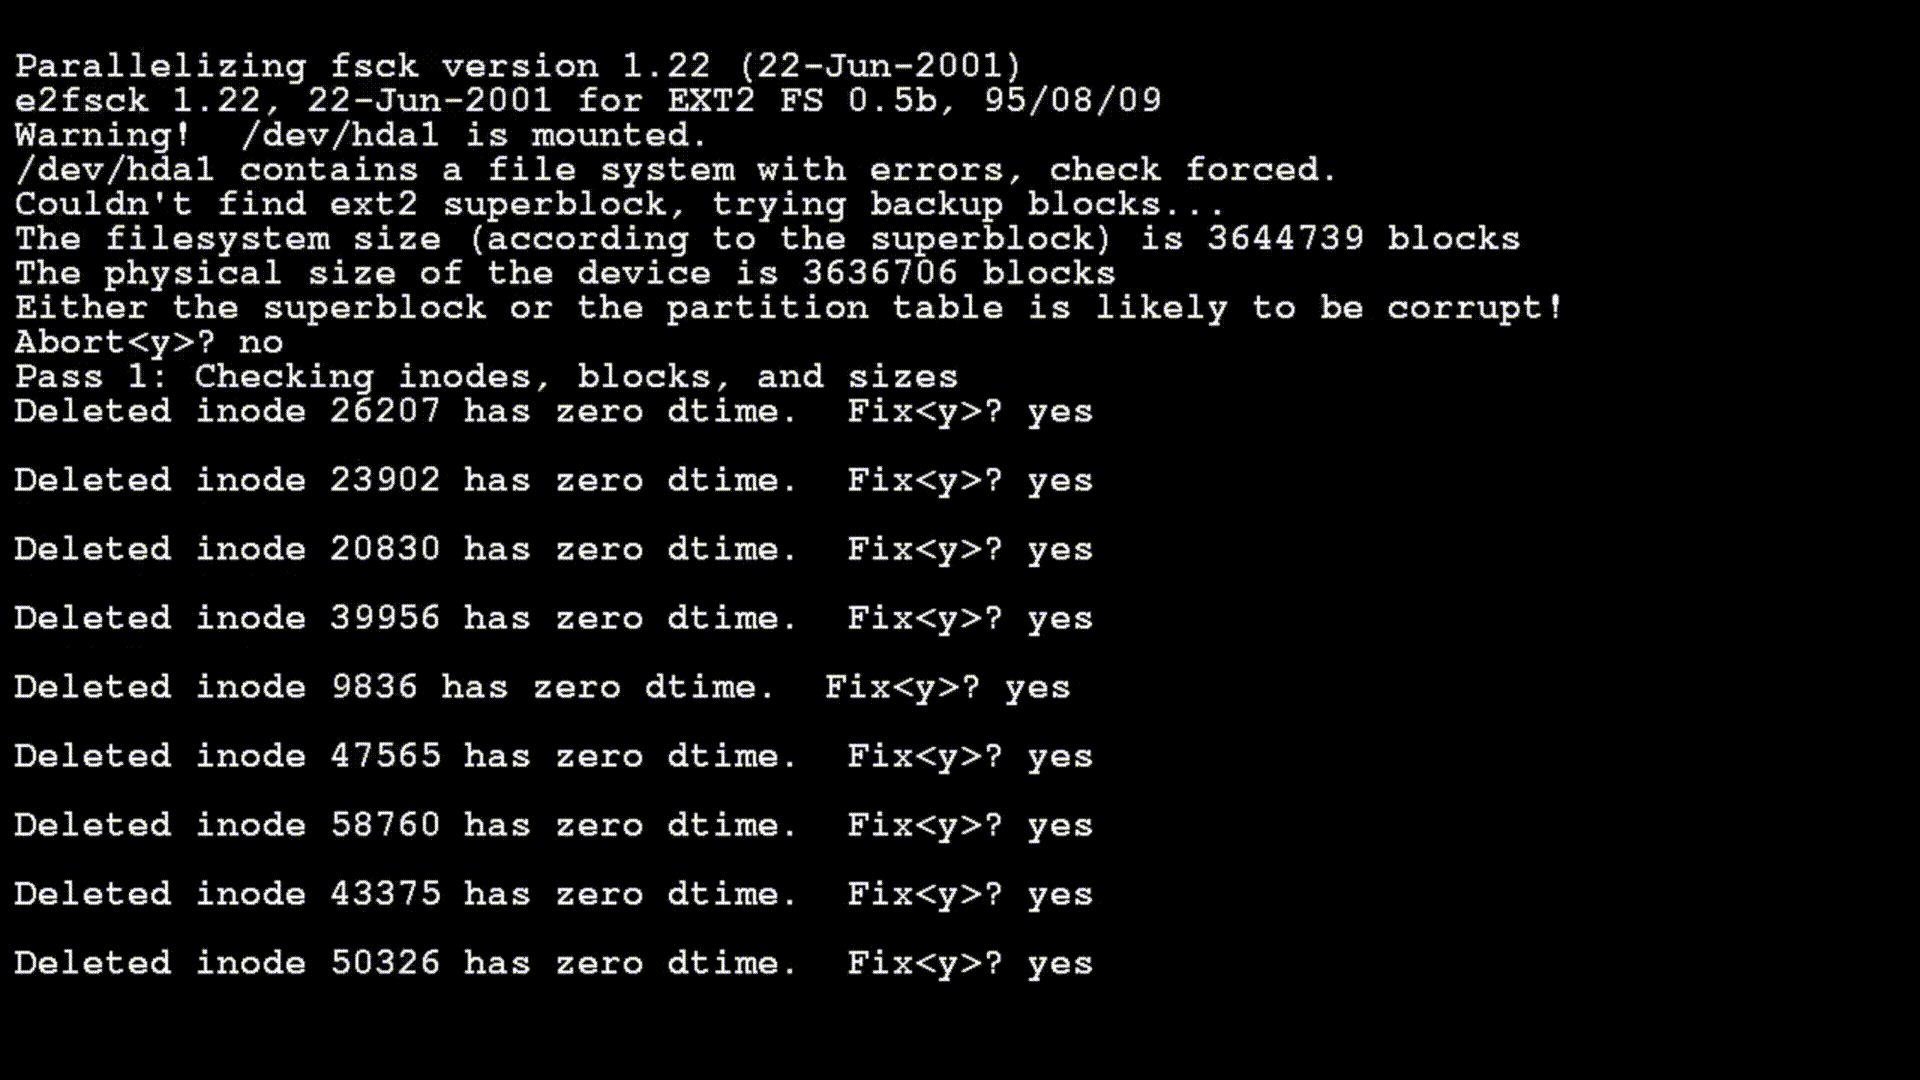 Parallelizing fsck version 1.22 (22-Jun-2001)
e2fsck 1.22, 22-Jun-2001 for EXT2 FS 0.5b, 95/08/09
Warning!  /dev/hda1 is mounted.
/dev/hda1 contains a file system with errors, check forced.
Couldn't find ext2 superblock, trying backup blocks...
The filesystem size (according to the superblock) is 3644739 blocks
The physical size of the device is 3636706 blocks
Either the superblock or the partition table is likely to be corrupt!
Abort<y>? no
Pass 1: Checking inodes, blocks, and sizes
Deleted inode 26207 has zero dtime.  Fix<y>? yes
Deleted inode 23902 has zero dtime.  Fix<y>? yes
Deleted inode 20830 has zero dtime.  Fix<y>? yes
Deleted inode 39956 has zero dtime.  Fix<y>? yes
Deleted inode 9836 has zero dtime.  Fix<y>? yes
Deleted inode 47565 has zero dtime.  Fix<y>? yes
Deleted inode 58760 has zero dtime.  Fix<y>? yes
Deleted inode 43375 has zero dtime.  Fix<y>? yes
Deleted inode 50326 has zero dtime.  Fix<y>? yes